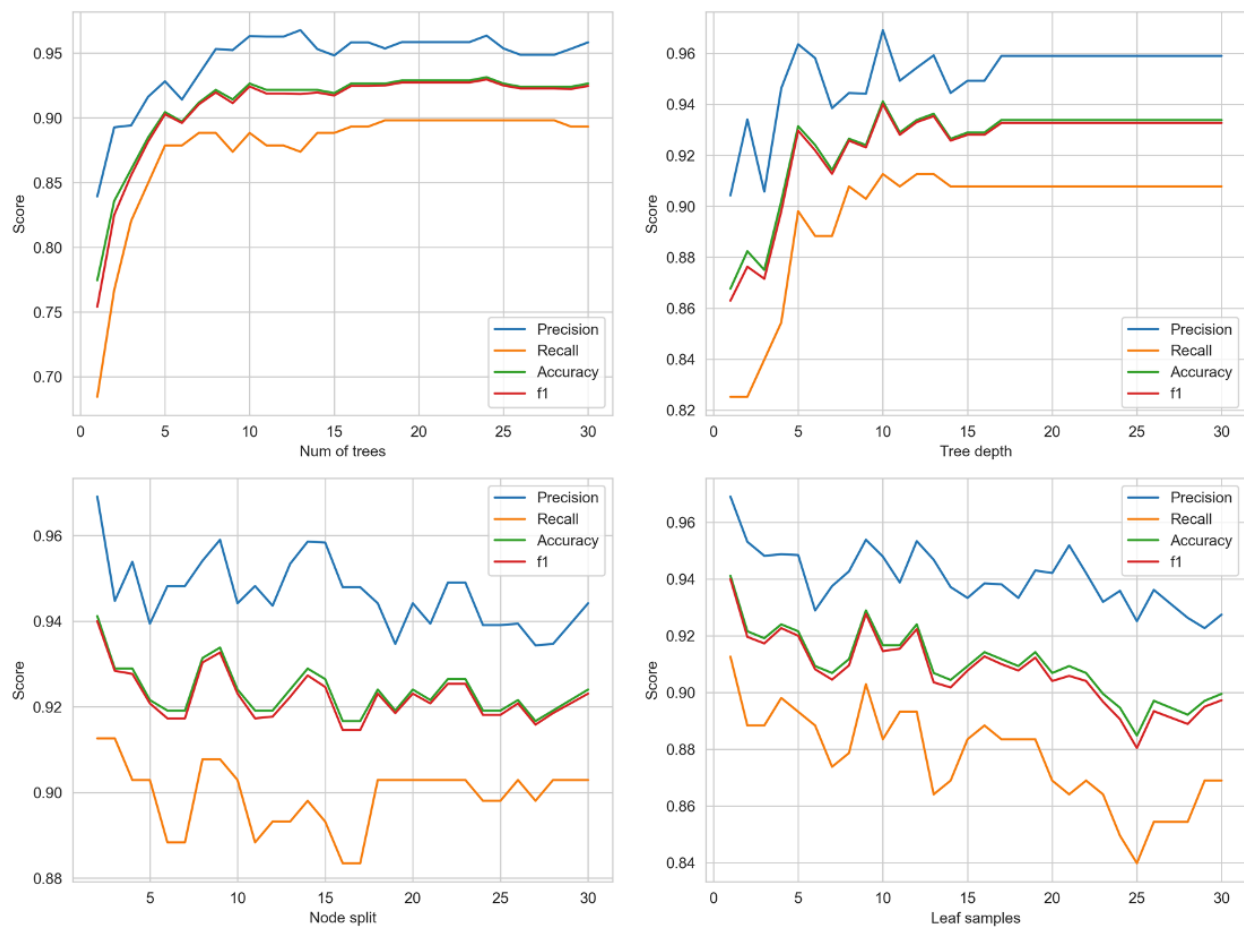 0.95
0.90
0.85
0.80
0.75
0.70
Score
0 5 10 15 20 25 30
Num of trees
Precision
Recall
Accuracy
f1
0.96
0.94
0.92
0.90
0.88
0.86
0.84
0.82
Score
0 5 10 15 20 25 30
Tree depth
Precision
Recall
Accuracy
f1
0.96
0.94
0.92
0.90
0.88
Score
5 10 15 20 25 30
Node split
Precision
Recall
Accuracy
f1
0.96
0.94
0.92
0.90
0.88
0.86
0.84
Score
0 5 10 15 20 25 30
Leaf samples
Precision
Recall
Accuracy
f1